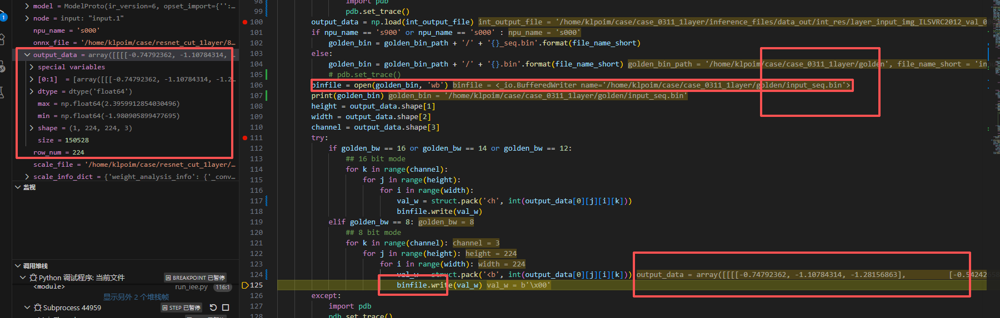 model = ModelProto(ir_version=6, opset_import={'':…
node = input: "input.1"
npu_name = 's000'
onnx_file = '/home/klpoim/case/resnet_cut_1layer/8…
output_data = array([[[[-0.74792362, -1.10784314, …
special variables
[0:1] = [array([[[-0.74792362, -1.10784314, -1.2…
dtype = dtype('float64')
max = np.float64(2.3959912854030496)
min = np.float64(-1.980905899477695)
shape = (1, 224, 224, 3)
size = 150528
row_num = 224
scale_file = '/home/klpoim/case/resnet_cut_1layer/…
scale_info_dict = {'weight_analysis_info': {'_conv…
监视
调用堆栈
Python 调试程序: 当前文件 因 BREAKPOINT 已暂停
<module> run_iee.py 116:1
显示另外 2 个堆栈帧
Subprocess 44959 因 STEP 已暂停
1
98 import pdb
99 pdb.set_trace()
100 output_data = np.load(int_output_file) int_output_file = '/home/klpoim/case/case_0311_1layer/inference_files/data_out/int_res/layer_input_img_ILSVRC2012_val_0
101 if npu_name == 's900' or npu_name == 's000' : npu_name = 's000'
102 golden_bin = golden_bin_path + '/' + '{}_seq.bin'.format(file_name_short)
103 else:
104 golden_bin = golden_bin_path + '/' + '{}.bin'.format(file_name_short) golden_bin_path = '/home/klpoim/case/case_0311_1layer/golden', file_name_short = 'in
105 # pdb.set_trace()
106 binfile = open(golden_bin, 'wb') binfile = <_io.BufferedWriter name='/home/klpoim/case/case_0311_1layer/golden/input_seq.bin'>
107 print(golden_bin) golden_bin = '/home/klpoim/case/case_0311_1layer/golden/input_seq.bin'
108 height = output_data.shape[1]
109 width = output_data.shape[2]
110 channel = output_data.shape[3]
111 try:
112 if golden_bw == 16 or golden_bw == 14 or golden_bw == 12:
113 ## 16 bit mode
114 for k in range(channel):
115 for j in range(height):
116 for i in range(width):
117 val_w = struct.pack('<h', int(output_data[0][j][i][k]))
118 binfile.write(val_w)
119 elif golden_bw == 8: golden_bw = 8
120 ## 8 bit mode
121 for k in range(channel): channel = 3
122 for j in range(height): height = 224
123 for i in range(width): width = 224
124 val_w = struct.pack('<b', int(output_data[0][j][i][k])) output_data = array([[[[-0.74792362, -1.10784314, -1.28156863], [-0.5424265
125 binfile.write(val_w) val_w = b'\x00'
126 except:
127 import pdb
128 pdb.set_trace()